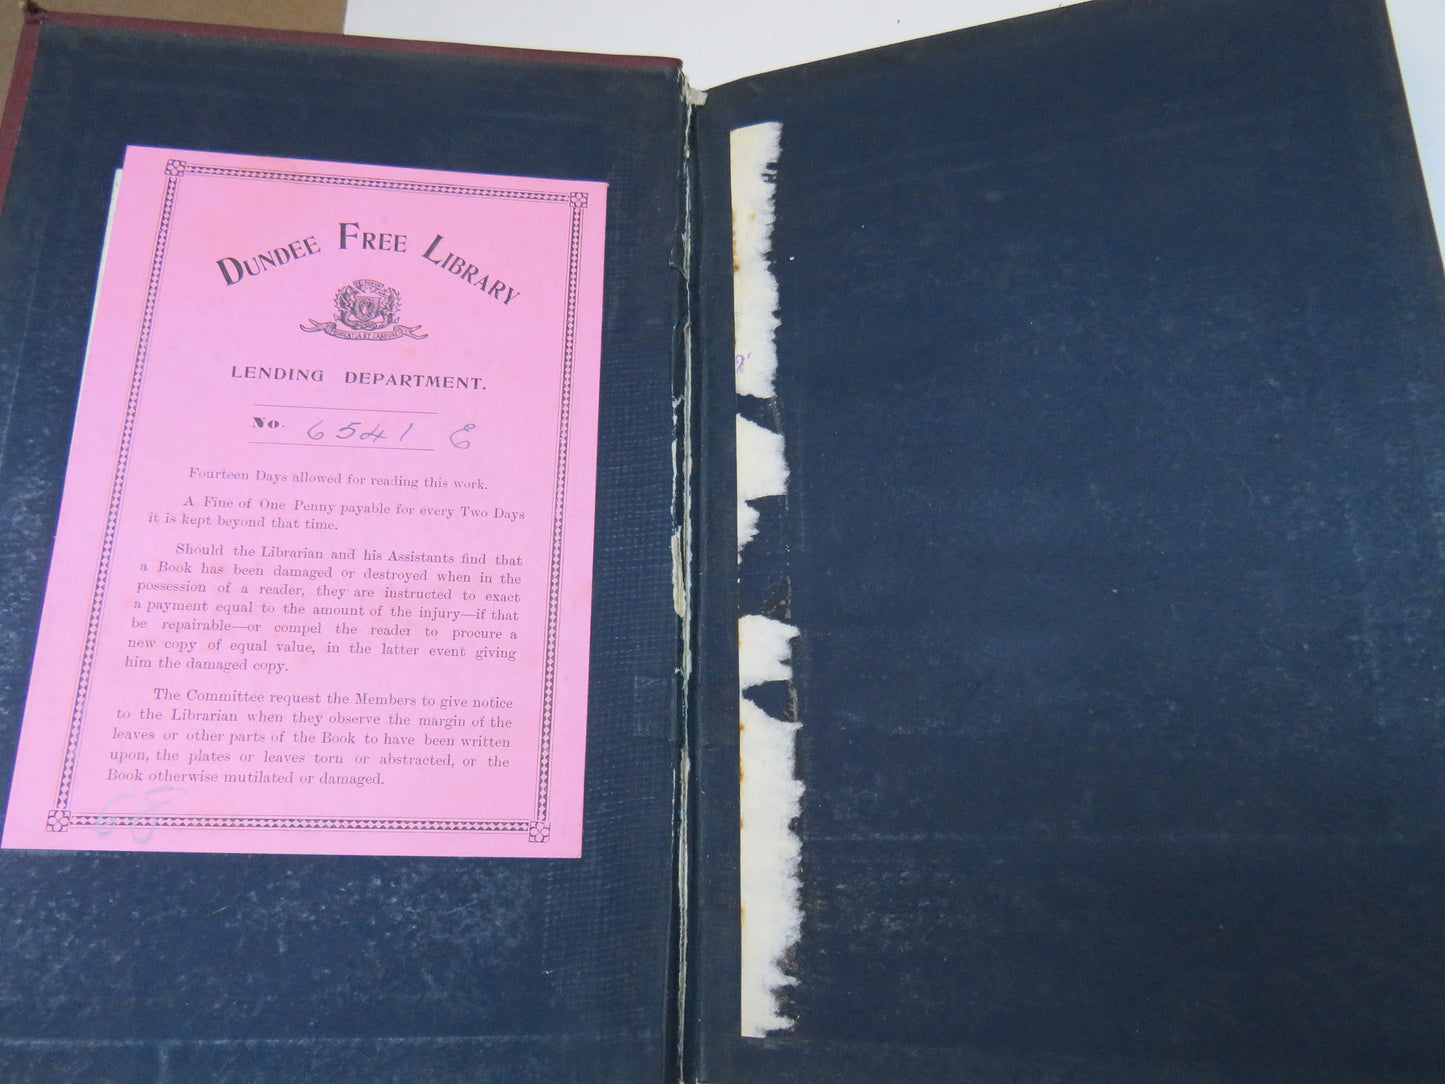 DUNDEE FREE LIBRARY
LENDING DEPARTMENT.
No. 6541 E
Fourteen Days allowed for reading this work.
A Fine of One Penny payable for every Two Days
it is kept beyond that time.
Should the Librarian and his Assistants find that
a Book has been damaged or destroyed when in the
possession of a reader, they are instructed to exact
a payment equal to the amount of the injury—if that
be repairable—or compel the reader to procure a
new copy of equal value, in the latter event giving
him the damaged copy.
The Committee request the Members to give notice
to the Librarian when they observe the margin of the
leaves or other parts of the Book to have been written
upon, the plates or leaves torn or abstracted, or the
Book otherwise mutilated or damaged.
68